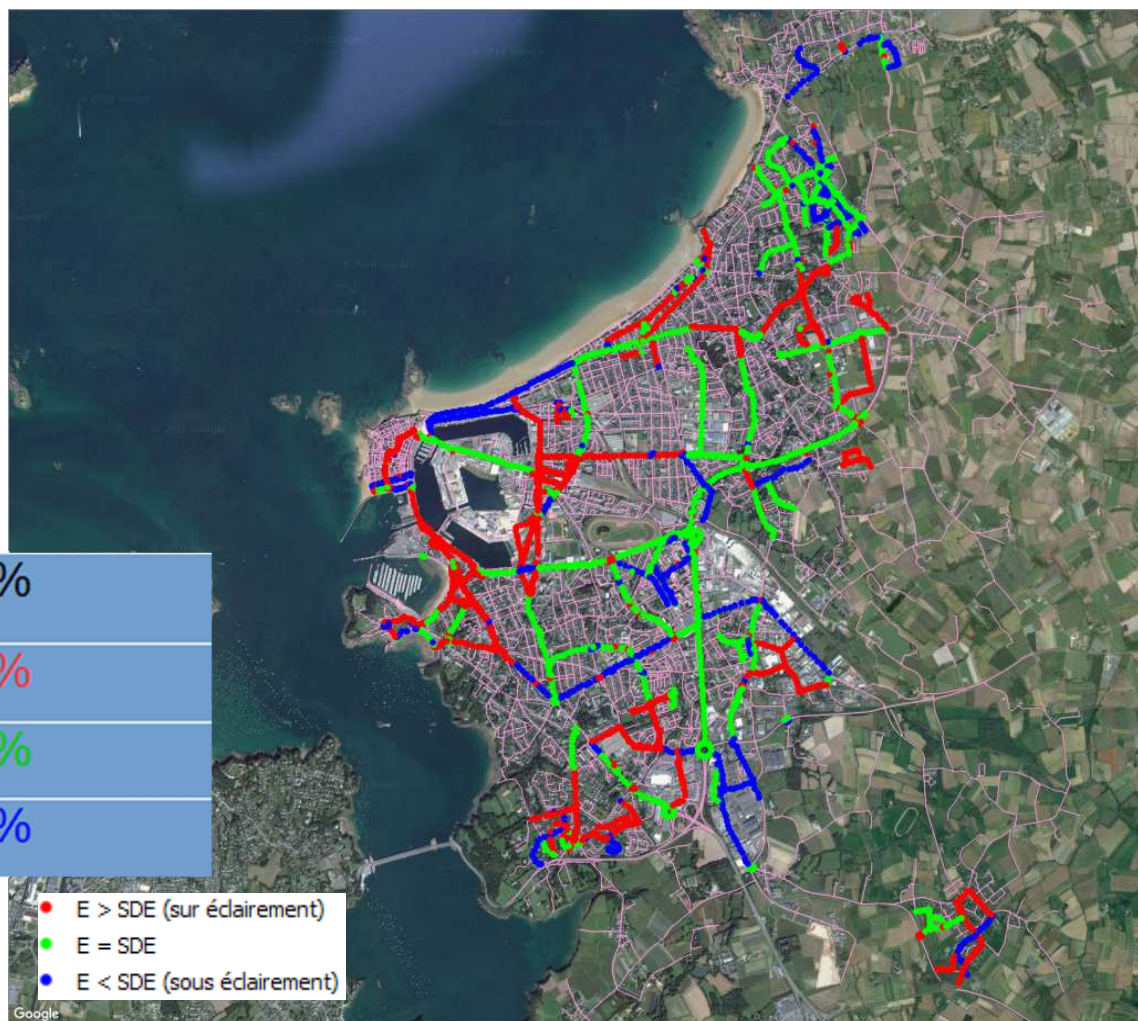 %
%
%
%
E > SDE (sur éclairement)
E = SDE
E < SDE (sous éclairement)
Google